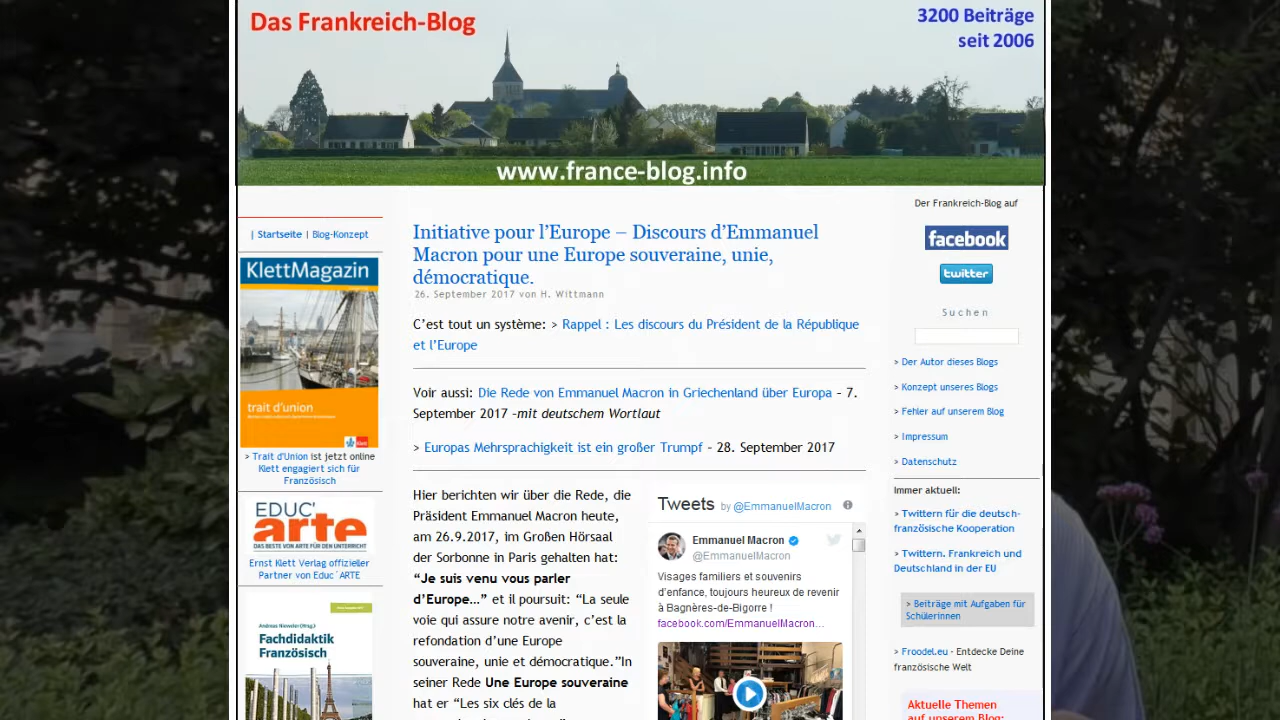 Das Frankreich-Blog
3200 Beiträge
seit 2006
www.france-blog.info
| Startseite | Blog-Konzept
KlettMagazin
trait d'union
Klett
> Trait d'Union ist jetzt online
Klett engagiert sich für
Französisch
EDUC'
arte
DAS BESTE VON ARTE FÜR DEN UNTERRICHT
Ernst Klett Verlag offizieller
Partner von Educ´ARTE
Andreas Nieweler (Hrsg.)
Fachdidaktik
Französisch
Initiative pour l’Europe – Discours d’Emmanuel
Macron pour une Europe souveraine, unie,
démocratique.
26. September 2017 von H. Wittmann
C’est tout un système: > Rappel : Les discours du Président de la République
et l’Europe
Voir aussi: Die Rede von Emmanuel Macron in Griechenland über Europa – 7.
September 2017 –mit deutschem Wortlaut
> Europas Mehrsprachigkeit ist ein großer Trumpf – 28. September 2017
Hier berichten wir über die Rede, die
Präsident Emmanuel Macron heute,
am 26.9.2017, im Großen Hörsaal
der Sorbonne in Paris gehalten hat:
“Je suis venu vous parler
d’Europe…” et il poursuit: “La seule
voie qui assure notre avenir, c’est la
refondation d’une Europe
souveraine, unie et démocratique.”In
seiner Rede Une Europe souveraine
hat er “Les six clés de la
Tweets by @EmmanuelMacron
Emmanuel Macron
@EmmanuelMacron
Visages familiers et souvenirs
d’enfance, toujours heureux de revenir
à Bagnères-de-Bigorre !
facebook.com/EmmanuelMacron…
Der Frankreich-Blog auf
facebook
twitter
Suchen
> Der Autor dieses Blogs
> Konzept unseres Blogs
> Fehler auf unserem Blog
> Impressum
> Datenschutz
Immer aktuell:
> Twittern für die deutsch-
französische Kooperation
> Twittern. Frankreich und
Deutschland in der EU
> Beiträge mit Aufgaben für
SchülerInnen
> Froodel.eu - Entdecke Deine
französische Welt
Aktuelle Themen
auf unserem Blog: